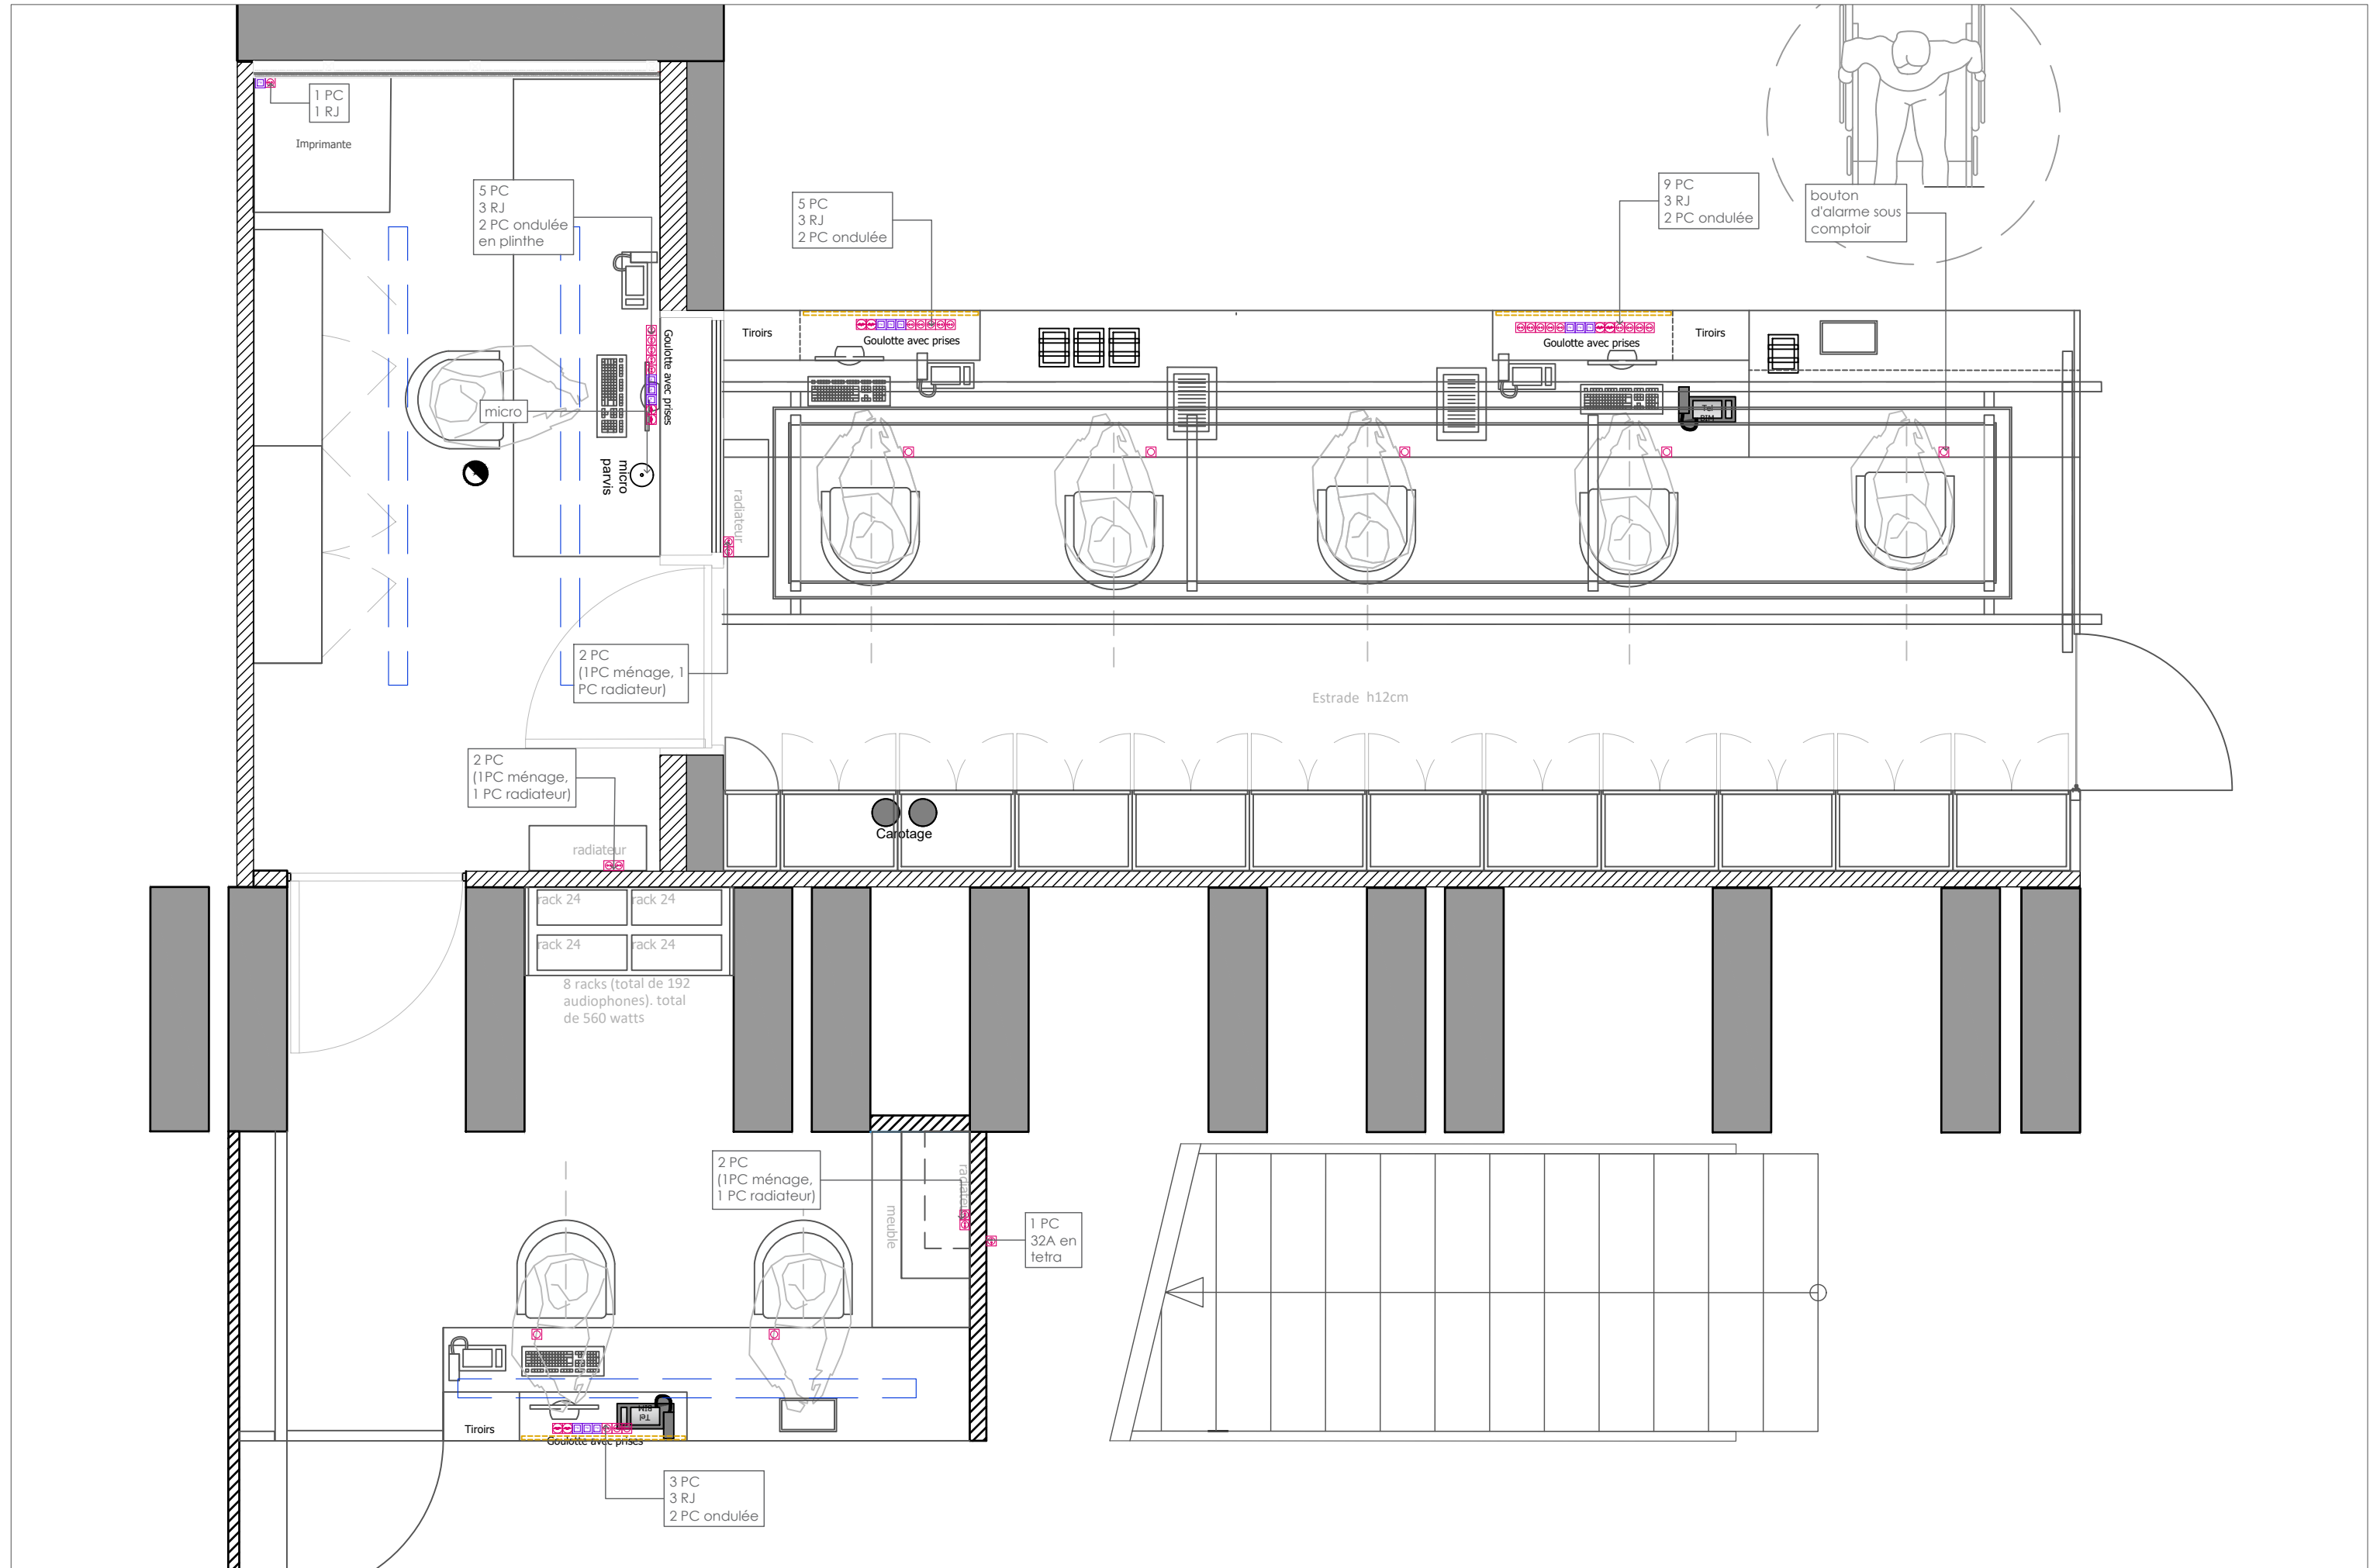 1 PC
1 RJ
Imprimante
5 PC
3 RJ
2 PC ondulée
en plinthe
5 PC
3 RJ
2 PC ondulée
9 PC
3 RJ
2 PC ondulée
bouton
d'alarme sous
comptoir
Tiroirs
Goulotte avec prises
Goulotte avec prises
Tiroirs
Goulotte avec prises
micro
Tel
BIM
micro
parvis
radiateur
2 PC
(1PC ménage, 1
PC radiateur)
Estrade h12cm
2 PC
(1PC ménage,
1 PC radiateur)
Carotage
radiateur
rack 24
rack 24
rack 24
rack 24
8 racks (total de 192
audiophones). total
de 560 watts
2 PC
(1PC ménage,
1 PC radiateur)
radiateur
meuble
1 PC
32A en
tetra
Tel
BIM
Tiroirs
Goulotte avec prises
3 PC
3 RJ
2 PC ondulée